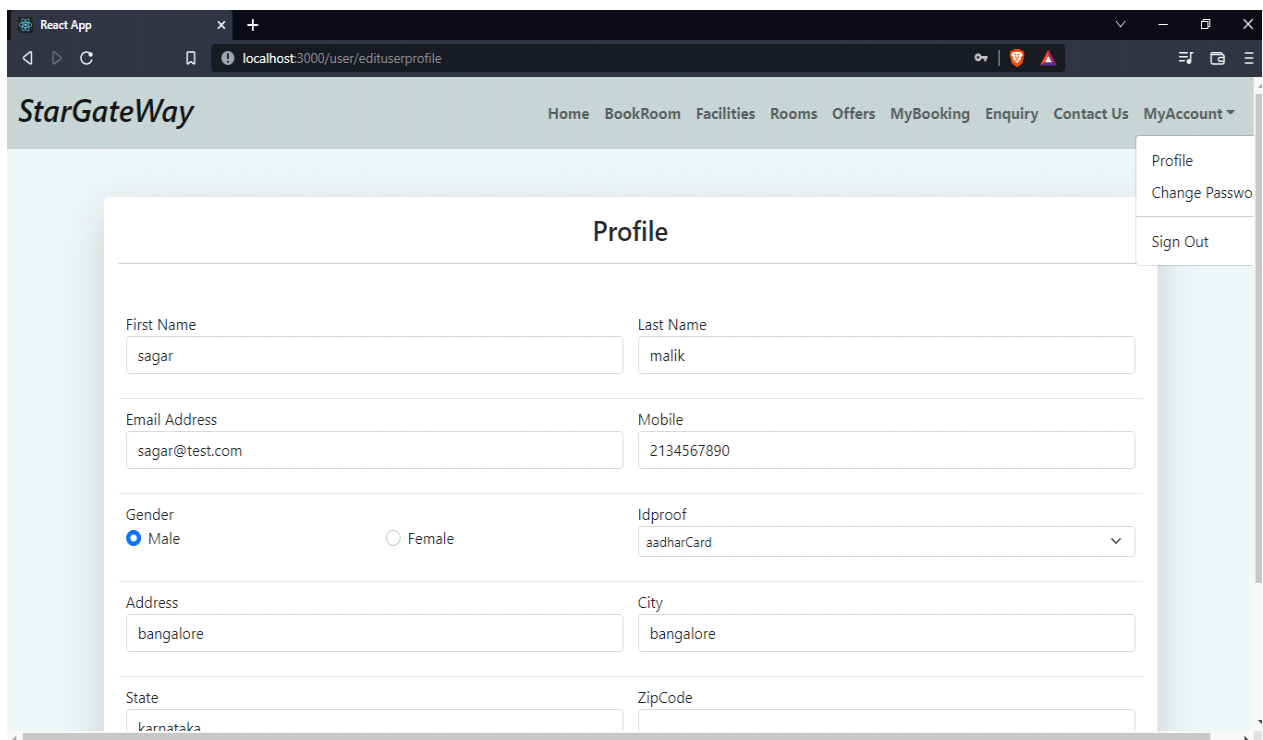 React App
localhost:3000/user/edituserprofile
StarGateWay
Home BookRoom Facilities Rooms Offers MyBooking Enquiry Contact Us MyAccount
Profile
Change Passwo
Sign Out
Profile
First Name Last Name
sagar malik
Email Address Mobile
sagar@test.com 2134567890
Gender Idproof
Male Female aadharCard
Address City
bangalore bangalore
State ZipCode
karnataka